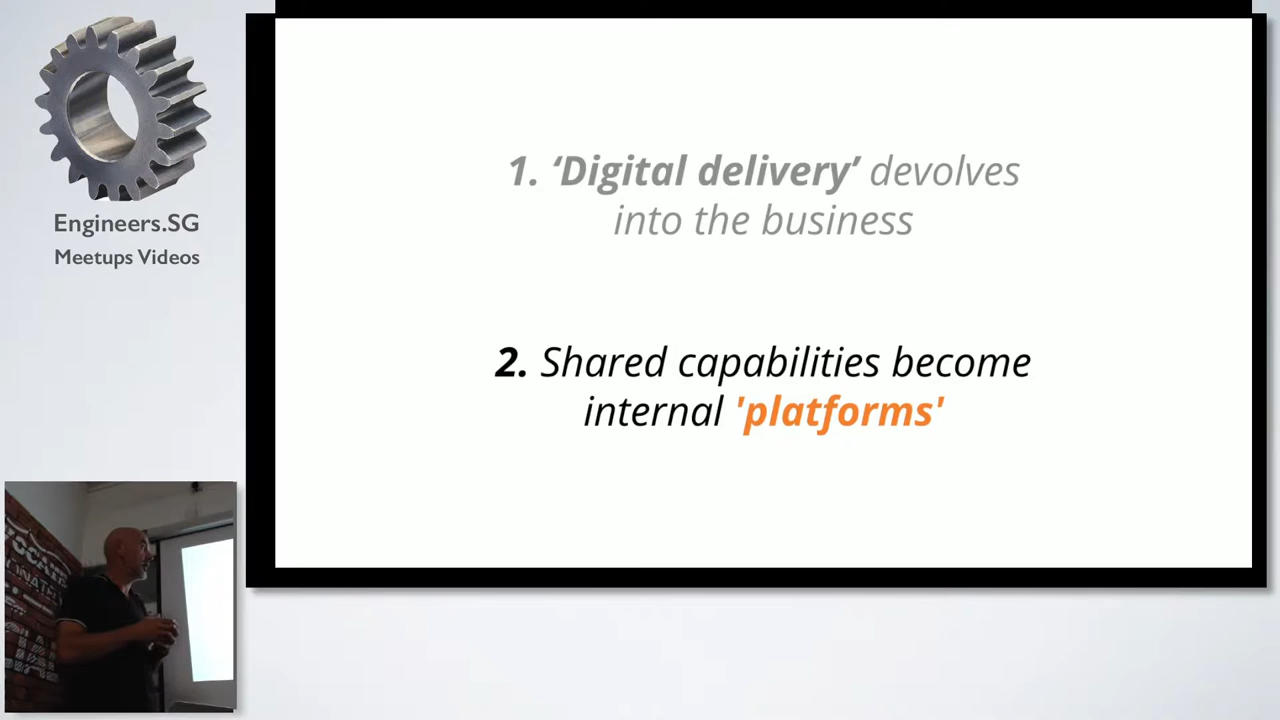 Engineers.SG
Meetups Videos
1. ‘Digital delivery’ devolves
into the business
2. Shared capabilities become
internal 'platforms'